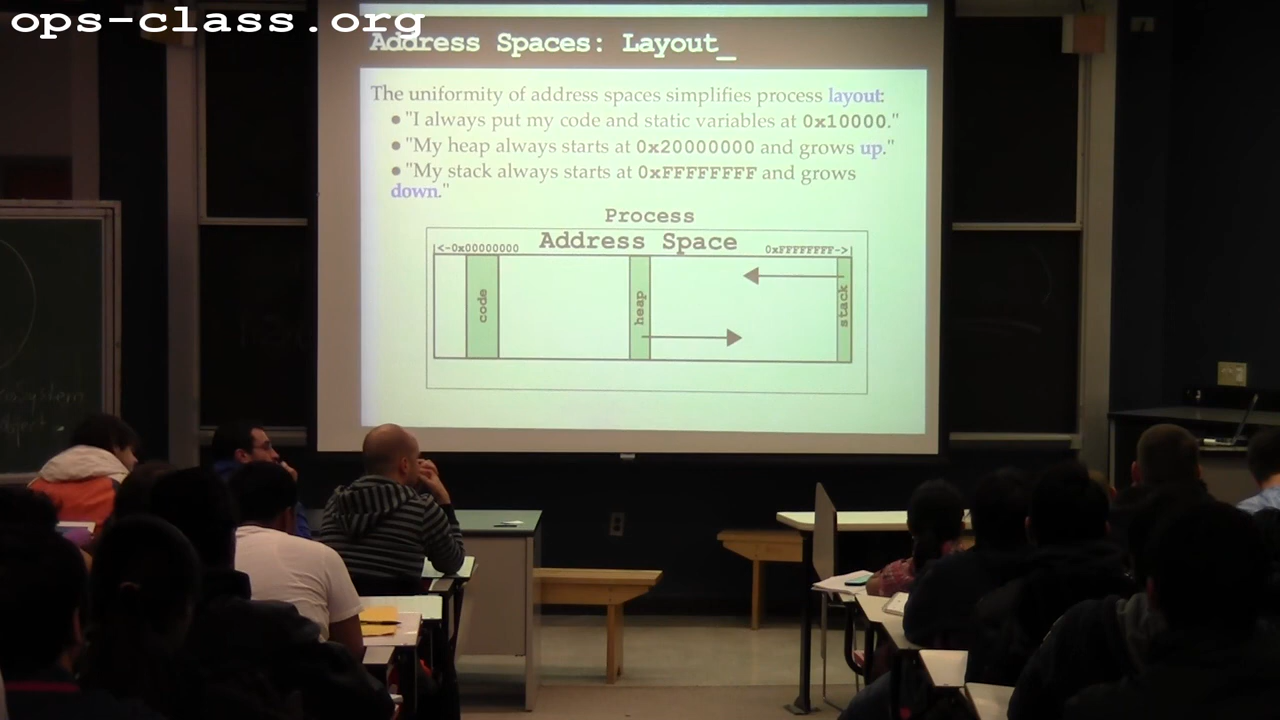 ops-class.org
Address Spaces: Layout_
The uniformity of address spaces simplifies process layout:
● "I always put my code and static variables at 0x10000."
● "My heap always starts at 0x20000000 and grows up."
● "My stack always starts at 0xFFFFFFFF and grows
down."
Process
Address Space
|<-0x00000000
0xFFFFFFFF->|
code
heap
stack